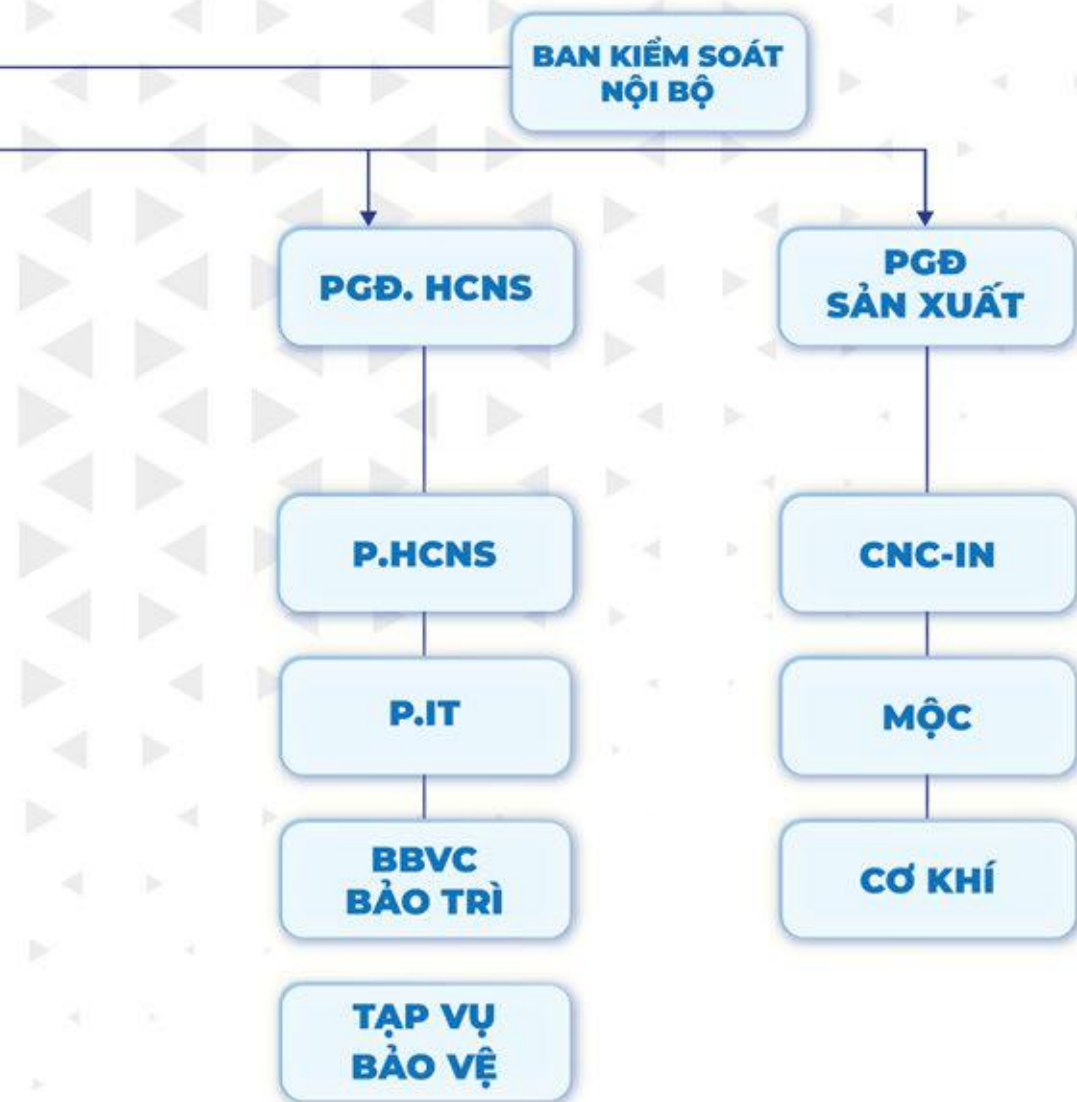 BAN KIỂM SOÁT
NỘI BỘ
PGĐ. HCNS
PGĐ
SẢN XUẤT
P.HCNS
CNC-IN
P.IT
MỘC
BBVC
BẢO TRÌ
CƠ KHÍ
TẠP VỤ
BẢO VỆ